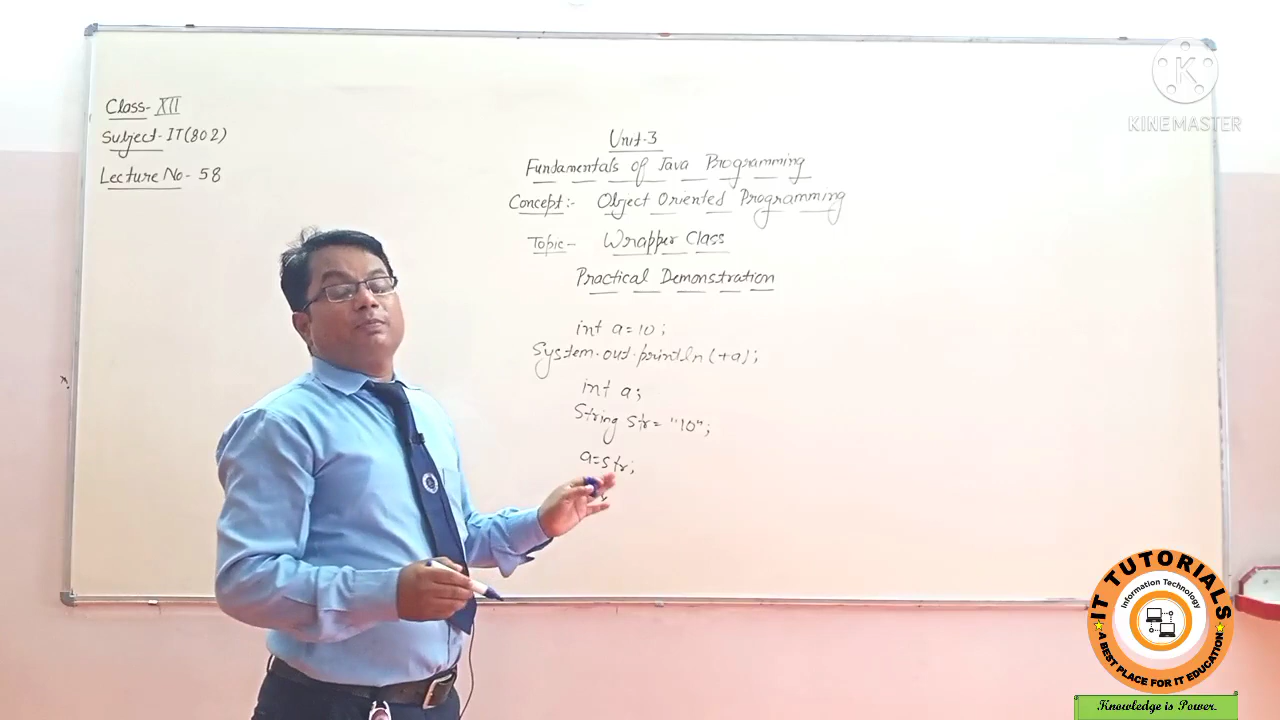 Class- XII
Subject- IT(802)
Lecture No- 58
Unit-3
Fundamentals of Java Programming
Concept:- Object Oriented Programming
Topic- Wrapper Class
Practical Demonstration
int a=10;
System.out.println(+a);
int a;
String str= "10";
a=str;
K
KINEMASTER
IT TUTORIALS
Information Technology
A BEST PLACE FOR IT EDUCATION
Knowledge is Power.